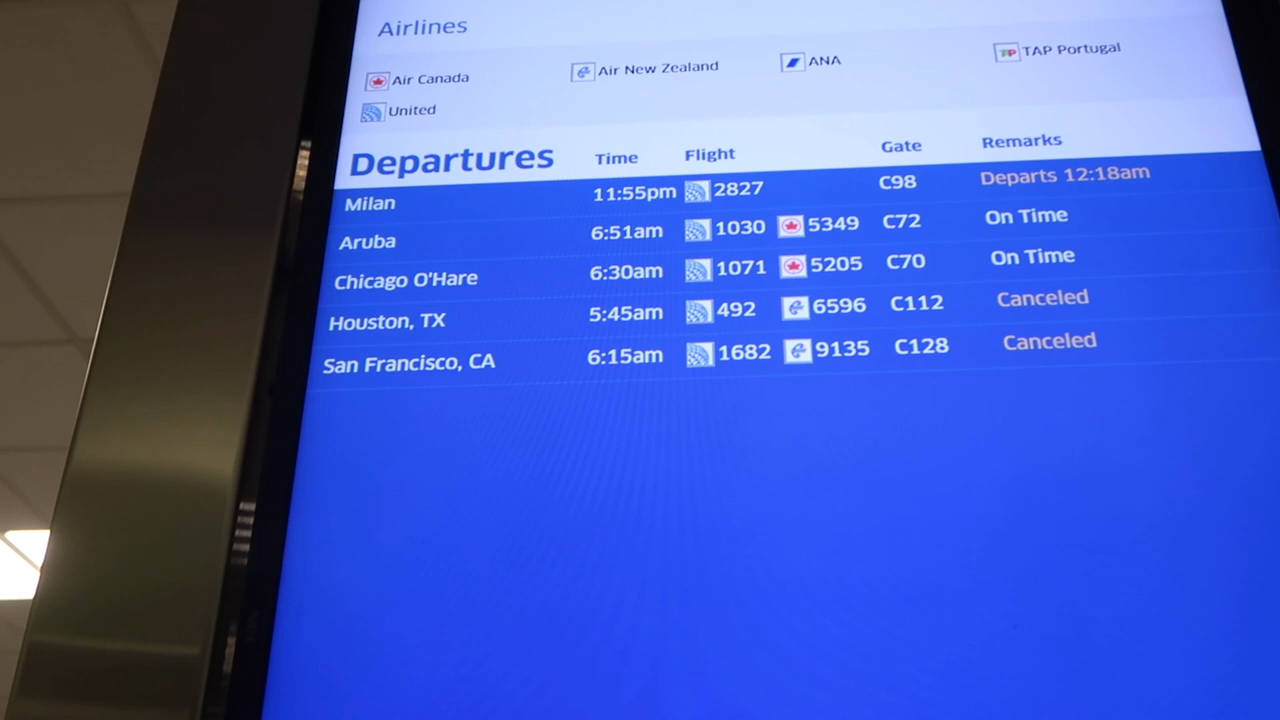 Airlines
Air Canada Air New Zealand ANA TAP Portugal
United
Departures Time Flight Gate Remarks
Milan 11:55pm 2827 C98 Departs 12:18am
Aruba 6:51am 1030 5349 C72 On Time
Chicago O'Hare 6:30am 1071 5205 C70 On Time
Houston, TX 5:45am 492 6596 C112 Canceled
San Francisco, CA 6:15am 1682 9135 C128 Canceled